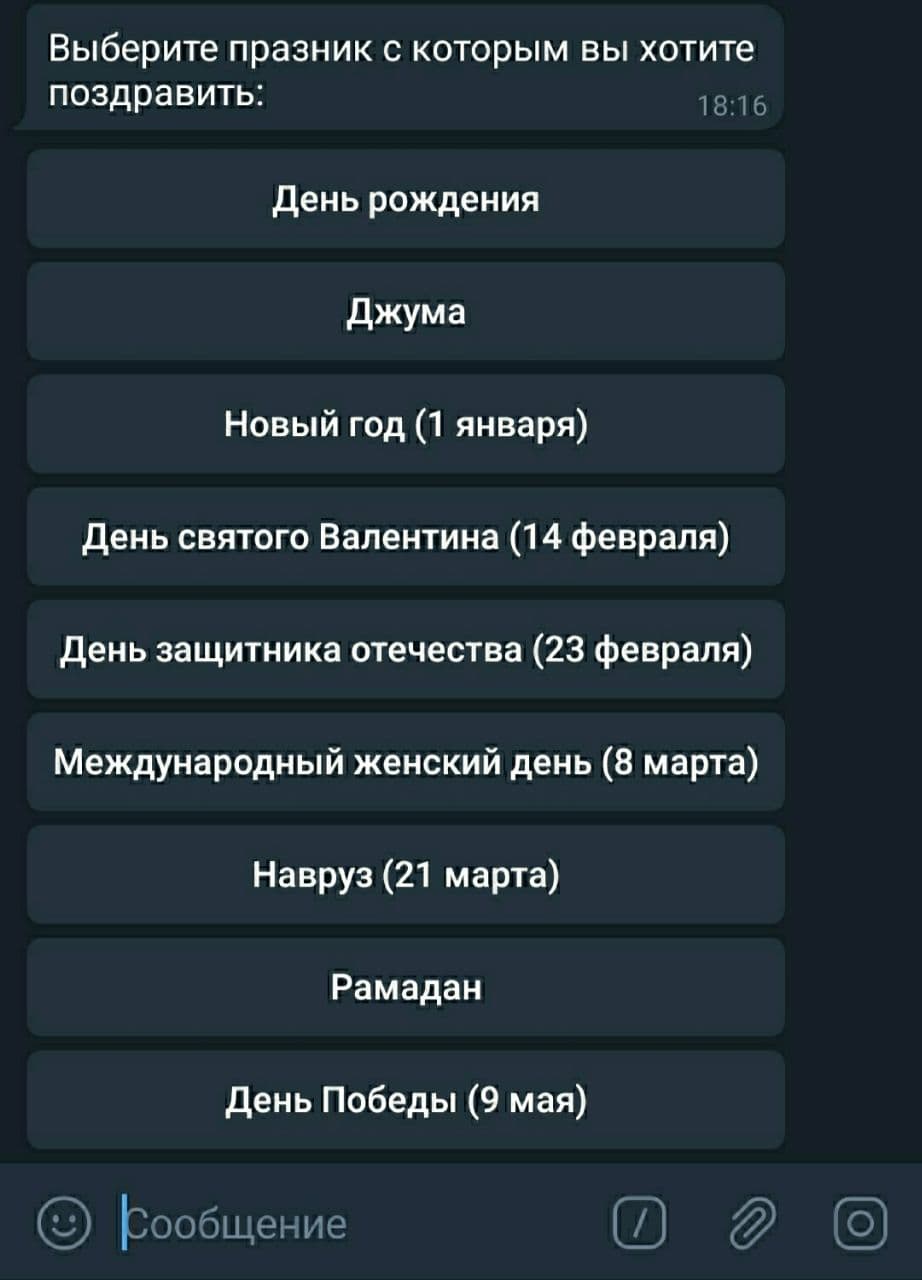 Выберите празник с которым вы хотите
поздравить:
18:16
День рождения
Джума
Новый год (1 января)
День святого Валентина (14 февраля)
День защитника отечества (23 февраля)
Международный женский день (8 марта)
Навруз (21 марта)
Рамадан
День Победы (9 мая)
Сообщение